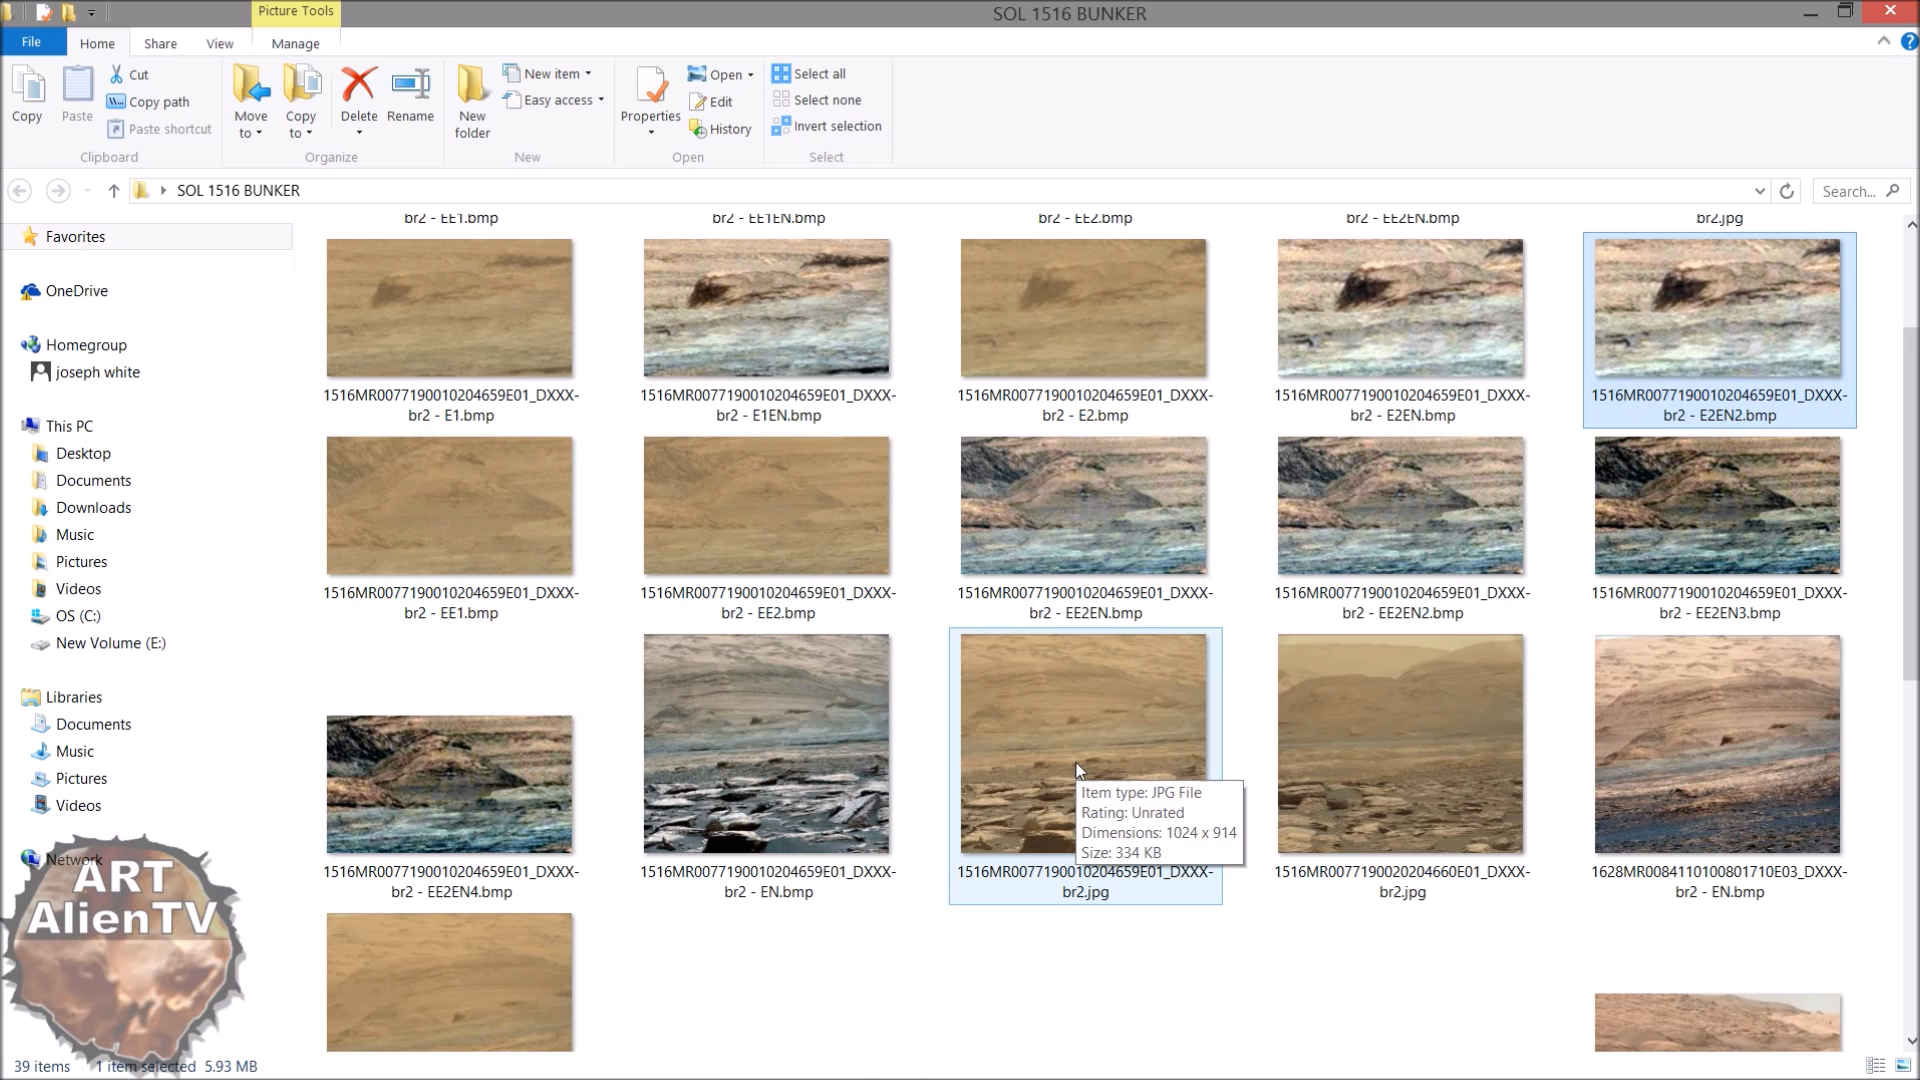 Picture Tools
SOL 1516 BUNKER
File
Home
Share
View
Manage
Copy
Paste
Cut
Copy path
Paste shortcut
Clipboard
Move to
Copy to
Delete
Rename
Organize
New folder
New item
Easy access
New
Properties
Open
Edit
History
Open
Select all
Select none
Invert selection
Select
SOL 1516 BUNKER
Search...
Favorites
OneDrive
Homegroup
joseph white
This PC
Desktop
Documents
Downloads
Music
Pictures
Videos
OS (C:)
New Volume (E:)
Libraries
Documents
Music
Pictures
Videos
Network
br2 - EE1.bmp
br2 - EE1EN.bmp
br2 - EE2.bmp
br2 - EE2EN.bmp
br2.jpg
1516MR0077190010204659E01_DXXX-
br2 - E1.bmp
1516MR0077190010204659E01_DXXX-
br2 - E1EN.bmp
1516MR0077190010204659E01_DXXX-
br2 - E2.bmp
1516MR0077190010204659E01_DXXX-
br2 - E2EN.bmp
1516MR0077190010204659E01_DXXX-
br2 - E2EN2.bmp
1516MR0077190010204659E01_DXXX-
br2 - EE1.bmp
1516MR0077190010204659E01_DXXX-
br2 - EE2.bmp
1516MR0077190010204659E01_DXXX-
br2 - EE2EN.bmp
1516MR0077190010204659E01_DXXX-
br2 - EE2EN2.bmp
1516MR0077190010204659E01_DXXX-
br2 - EE2EN3.bmp
1516MR0077190010204659E01_DXXX-
br2 - EE2EN4.bmp
1516MR0077190010204659E01_DXXX-
br2 - EN.bmp
Item type: JPG File
Rating: Unrated
Dimensions: 1024 x 914
Size: 334 KB
1516MR0077190010204659E01_DXXX-
br2.jpg
1516MR0077190020204660E01_DXXX-
br2.jpg
1628MR0084110100801710E03_DXXX-
br2 - EN.bmp
ART
AlienTV
39 items
1 item selected 5.93 MB